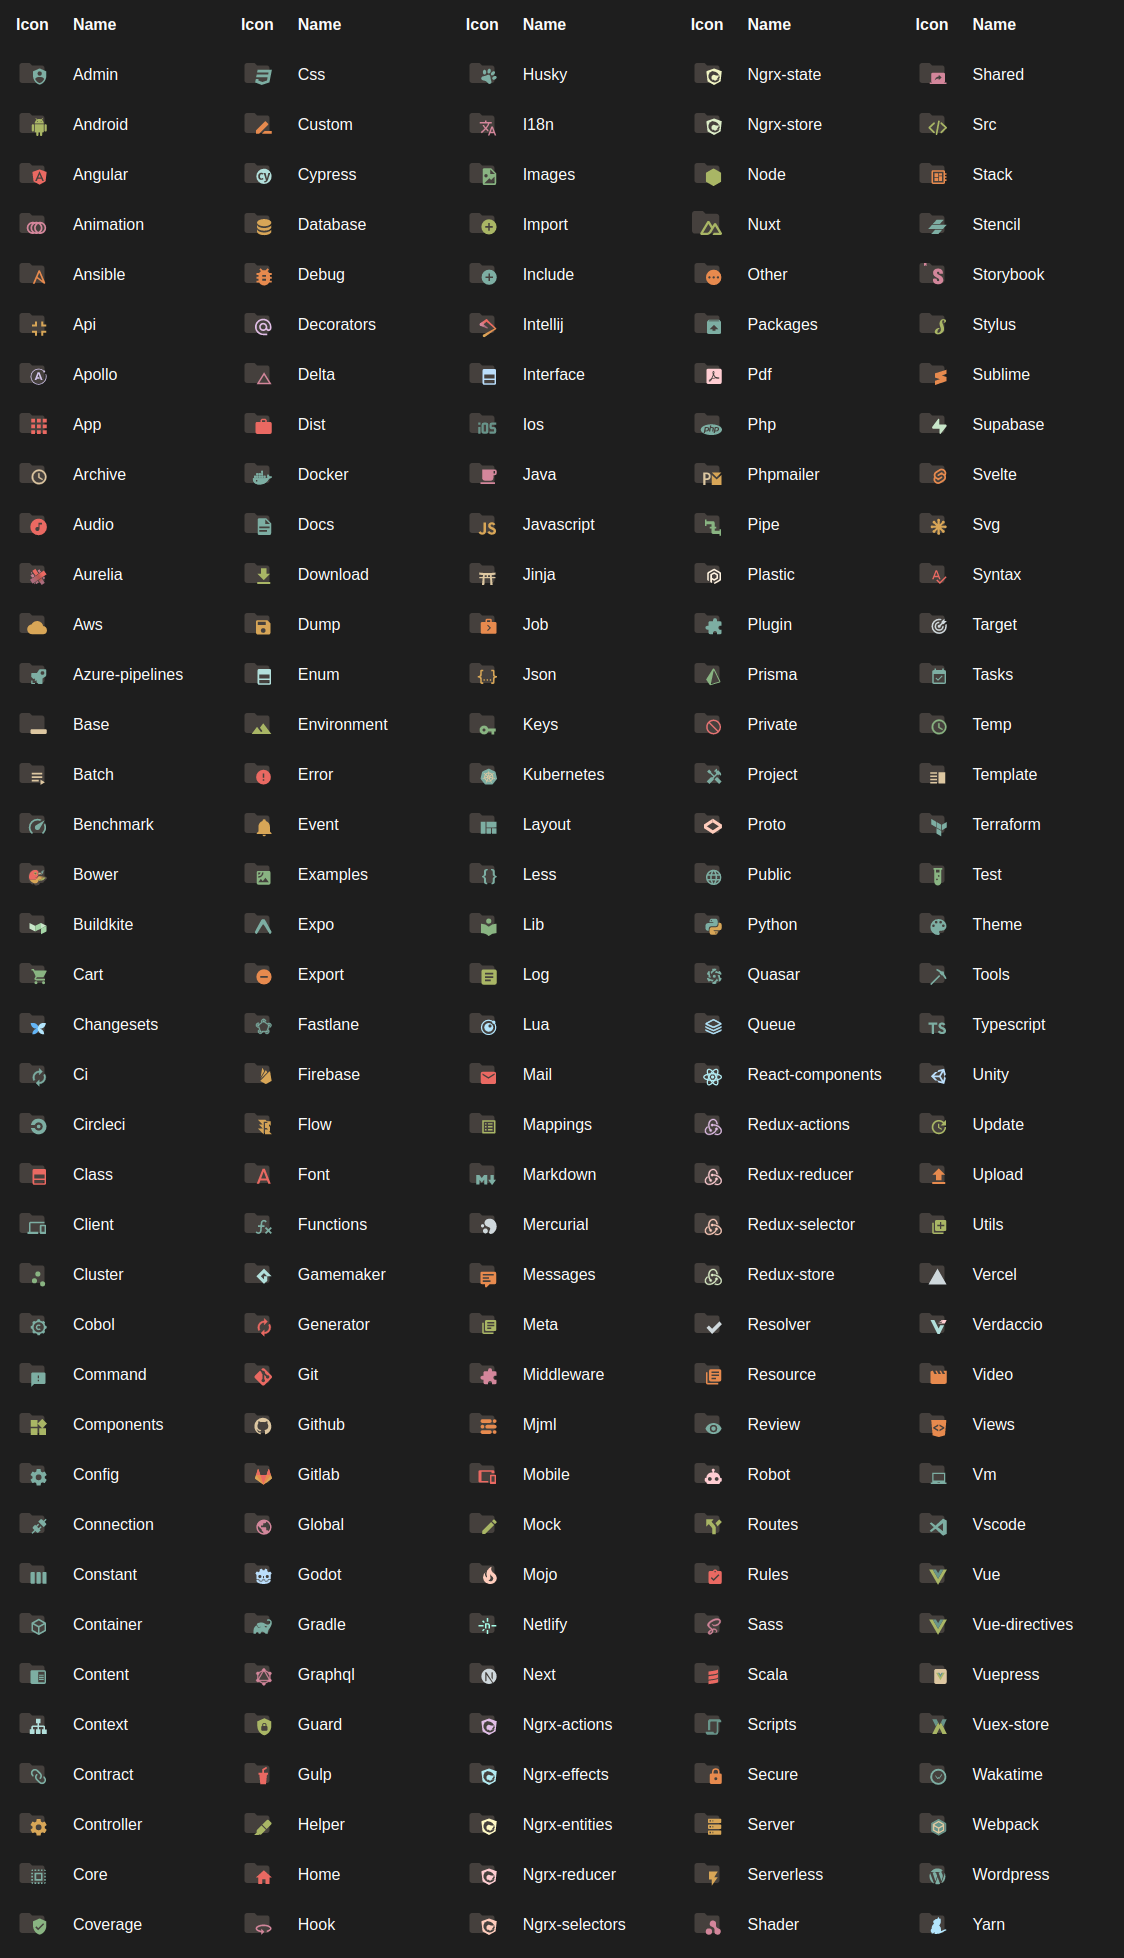 Icon Name Icon Name Icon Name Icon Name Icon Name
Admin Css Husky Ngrx-state Shared
Android Custom I18n Ngrx-store Src
Angular Cypress Images Node Stack
Animation Database Import Nuxt Stencil
Ansible Debug Include Other Storybook
Api Decorators Intellij Packages Stylus
Apollo Delta Interface Pdf Sublime
App Dist Ios Php Supabase
Archive Docker Java Phpmailer Svelte
Audio Docs Javascript Pipe Svg
Aurelia Download Jinja Plastic Syntax
Aws Dump Job Plugin Target
Azure-pipelines Enum Json Prisma Tasks
Base Environment Keys Private Temp
Batch Error Kubernetes Project Template
Benchmark Event Layout Proto Terraform
Bower Examples Less Public Test
Buildkite Expo Lib Python Theme
Cart Export Log Quasar Tools
Changesets Fastlane Lua Queue Typescript
Ci Firebase Mail React-components Unity
Circleci Flow Mappings Redux-actions Update
Class Font Markdown Redux-reducer Upload
Client Functions Mercurial Redux-selector Utils
Cluster Gamemaker Messages Redux-store Vercel
Cobol Generator Meta Resolver Verdaccio
Command Git Middleware Resource Video
Components Github Mjml Review Views
Config Gitlab Mobile Robot Vm
Connection Global Mock Routes Vscode
Constant Godot Mojo Rules Vue
Container Gradle Netlify Sass Vue-directives
Content Graphql Next Scala Vuepress
Context Guard Ngrx-actions Scripts Vuex-store
Contract Gulp Ngrx-effects Secure Wakatime
Controller Helper Ngrx-entities Server Webpack
Core Home Ngrx-reducer Serverless Wordpress
Coverage Hook Ngrx-selectors Shader Yarn